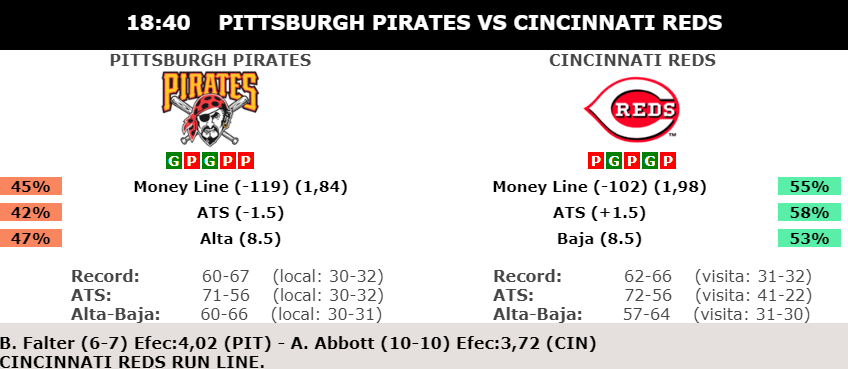 18:40 PITTSBURGH PIRATES VS CINCINNATI REDS
PITTSBURGH PIRATES
CINCINNATI REDS
PIRATES
REDS
G P G P P
P G P G P
45% Money Line (-119) (1,84)
Money Line (-102) (1,98) 55%
42% ATS (-1.5)
ATS (+1.5) 58%
47% Alta (8.5)
Baja (8.5) 53%
Record: 60-67 (local: 30-32)
Record: 62-66 (visita: 31-32)
ATS: 71-56 (local: 30-32)
ATS: 72-56 (visita: 41-22)
Alta-Baja: 60-66 (local: 30-31)
Alta-Baja: 57-64 (visita: 31-30)
B. Falter (6-7) Efec:4,02 (PIT) - A. Abbott (10-10) Efec:3,72 (CIN)
CINCINNATI REDS RUN LINE.